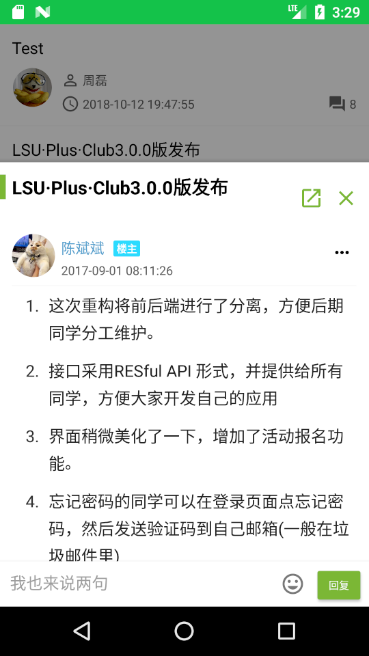 LTE 3:29
Test
周磊
2018-10-12 19:47:55 8
LSU·Plus·Club3.0.0版发布
LSU·Plus·Club3.0.0版发布
陈斌斌 楼主
2017-09-01 08:11:26
1. 这次重构将前后端进行了分离，方便后期
同学分工维护。
2. 接口采用RESful API 形式，并提供给所有
同学，方便大家开发自己的应用
3. 界面稍微美化了一下，增加了活动报名功
能。
4. 忘记密码的同学可以在登录页面点忘记密
码，然后发送验证码到自己邮箱(一般在垃
圾邮件里)
我也来说两句 回复